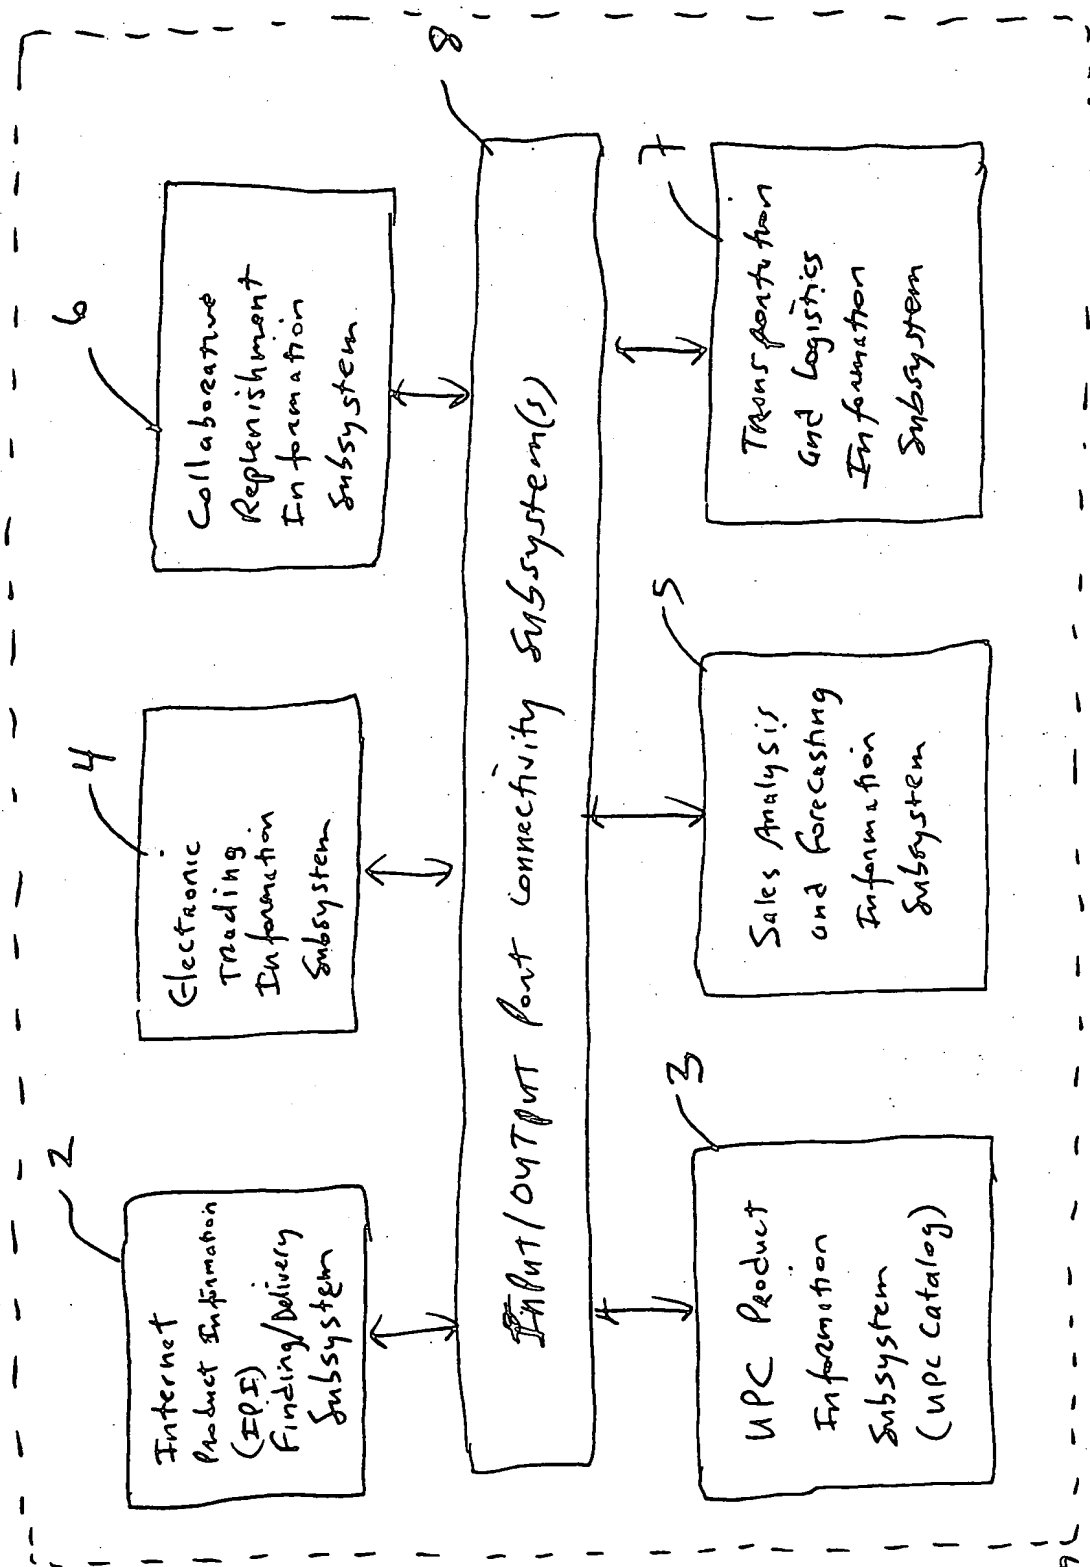 2
Internet
Product Information
(IPI)
Finding/Delivery
Subsystem
4
Electronic
Trading
Information
Subsystem
6
Collaborative
Replenishment
Information
Subsystem
8
Input/Output Port Connectivity Subsystem(s)
3
UPC Product
Information
Subsystem
(UPC Catalog)
5
Sales Analysis
and Forecasting
Information
Subsystem
7
Transportation
and Logistics
Information
Subsystem